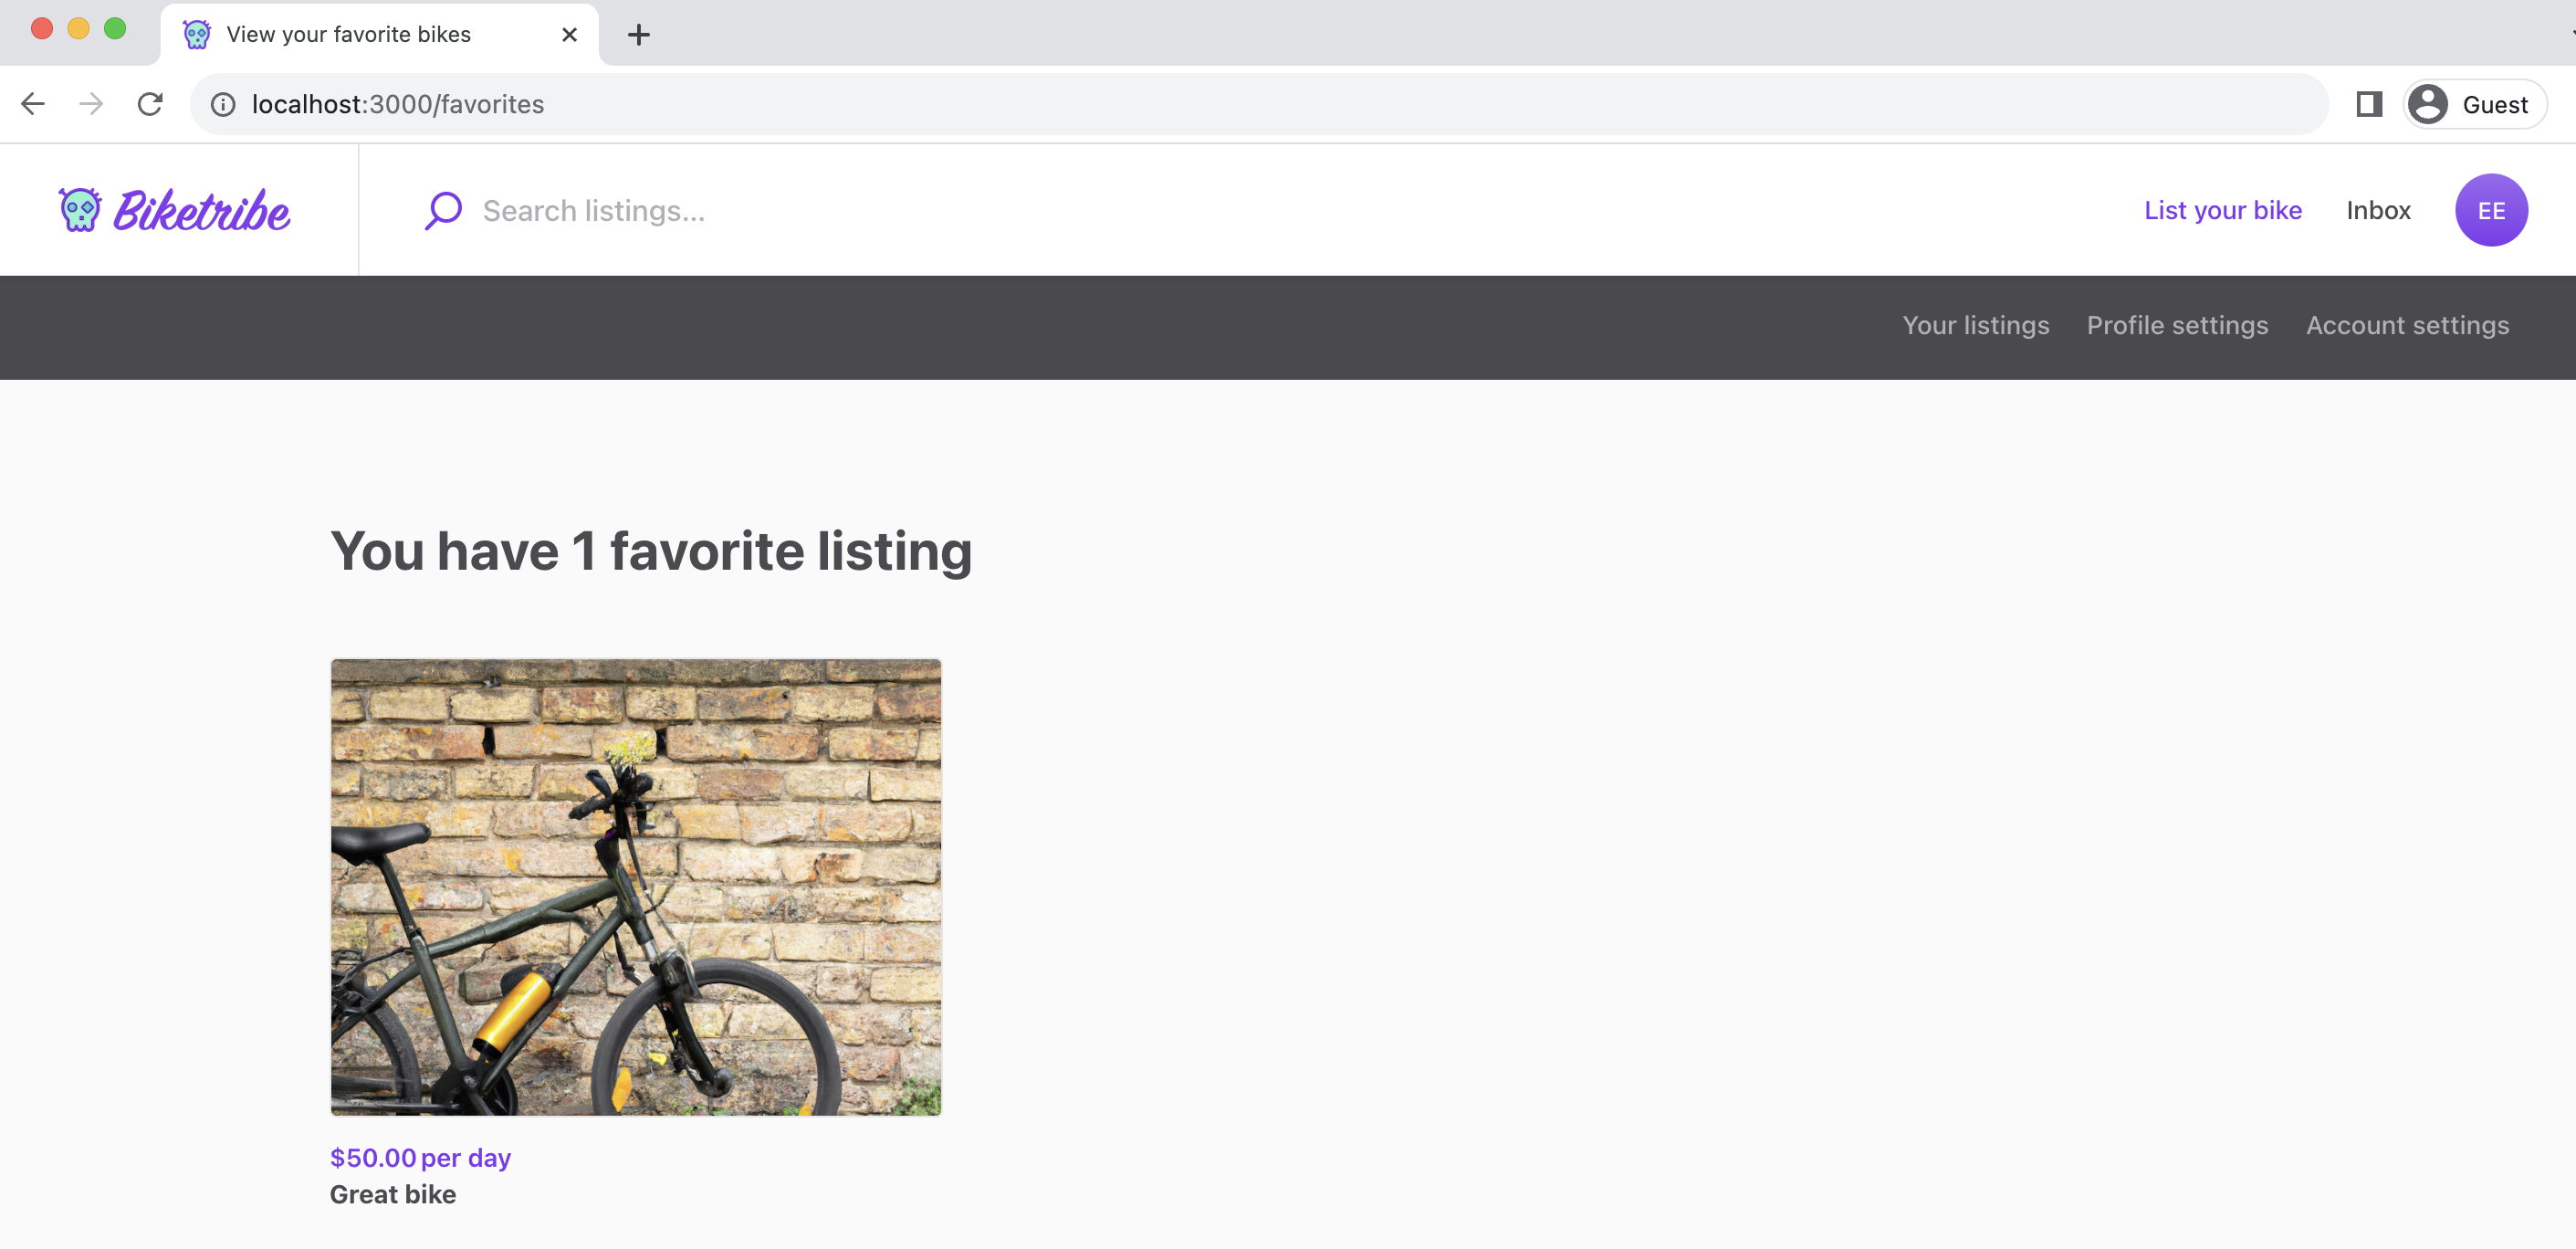 View your favorite bikes
localhost:3000/favorites
Guest
Biketribe
Search listings...
List your bike
Inbox
EE
Your listings
Profile settings
Account settings
You have 1 favorite listing
$50.00 per day
Great bike